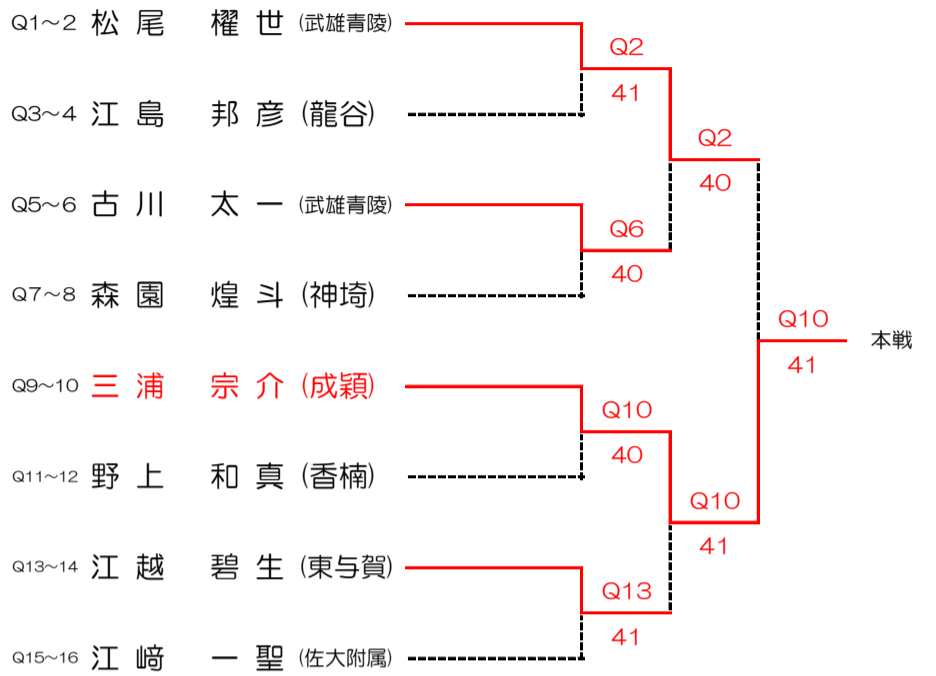 Q1～2 松尾 櫂世 (武雄青陵)
Q2
41
Q3～4 江島 邦彦 (龍谷)
Q2
40
Q5～6 古川 太一 (武雄青陵)
Q6
40
Q7～8 森園 煌斗 (神埼)
Q10
41
本戦
Q9～10 三浦 宗介 (成穎)
Q10
40
Q11～12 野上 和真 (香楠)
Q10
41
Q13～14 江越 碧生 (東与賀)
Q13
41
Q15～16 江﨑 一聖 (佐大附属)